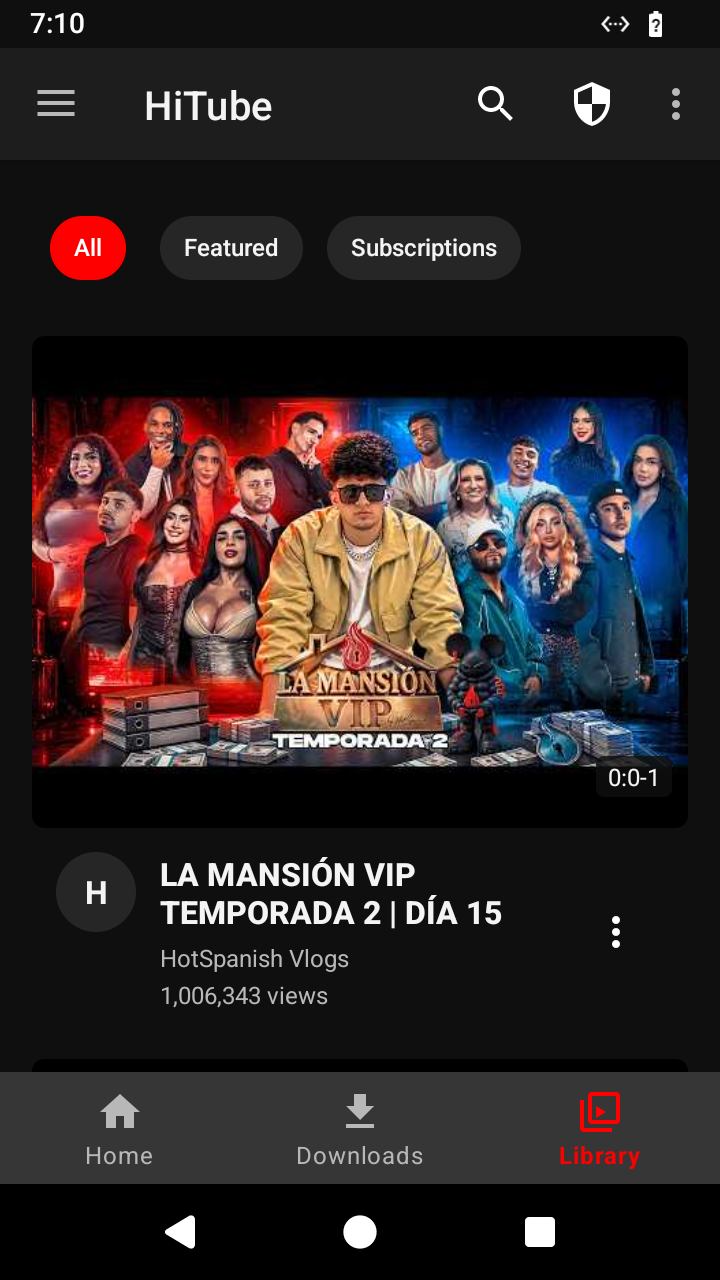 7:10
HiTube
All
Featured
Subscriptions
LA MANSIÓN
VIP
TEMPORADA 2
0:0-1
H
LA MANSIÓN VIP
TEMPORADA 2 | DÍA 15
HotSpanish Vlogs
1,006,343 views
Home
Downloads
Library